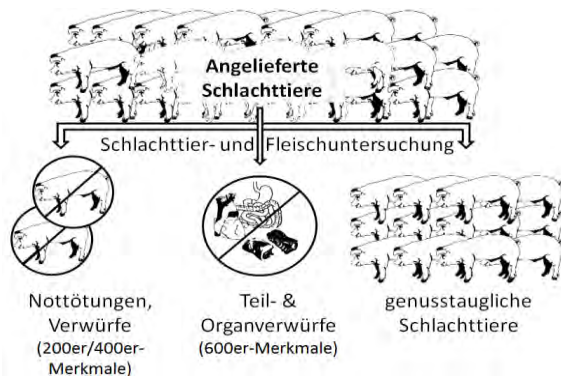 Angelieferte
Schlachttiere
Schlachttier- und Fleischuntersuchung
Nottötungen,
Verwürfe
(200er/400er-
Merkmale)
Teil- &
Organverwürfe
(600er-Merkmale)
genusstaugliche
Schlachttiere